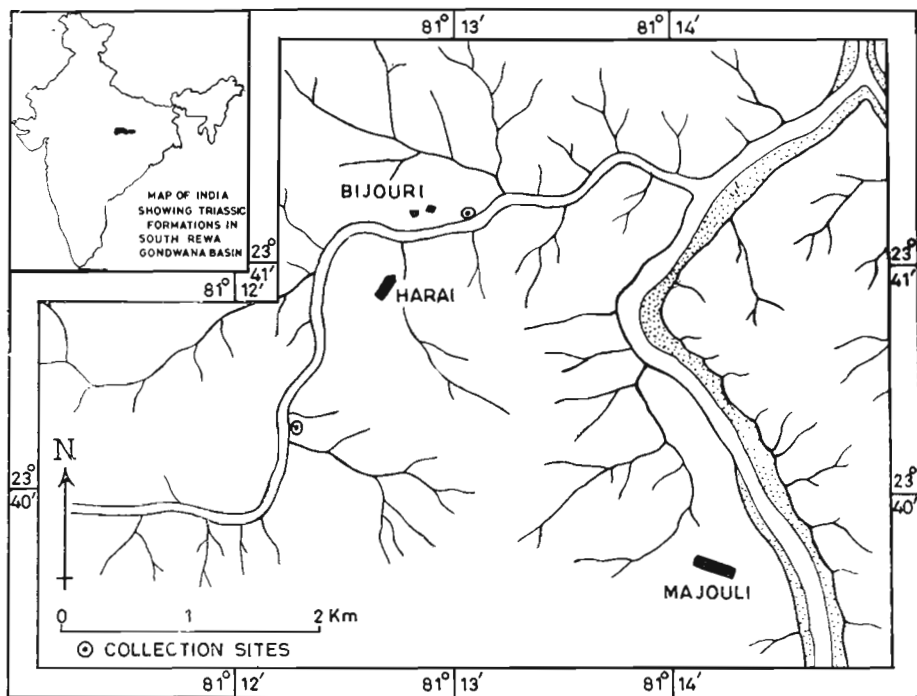 81° 13′
81° 14′
MAP OF INDIA
SHOWING TRIASSIC
FORMATIONS IN
SOUTH REWA
GONDWANA BASIN
BIJOURI
23°
41′
81° 12′
23°
41′
HARAI
N
23°
40′
23°
40′
MAJOULI
0 1 2 Km
COLLECTION SITES
81° 12′
81° 13′
81° 14′